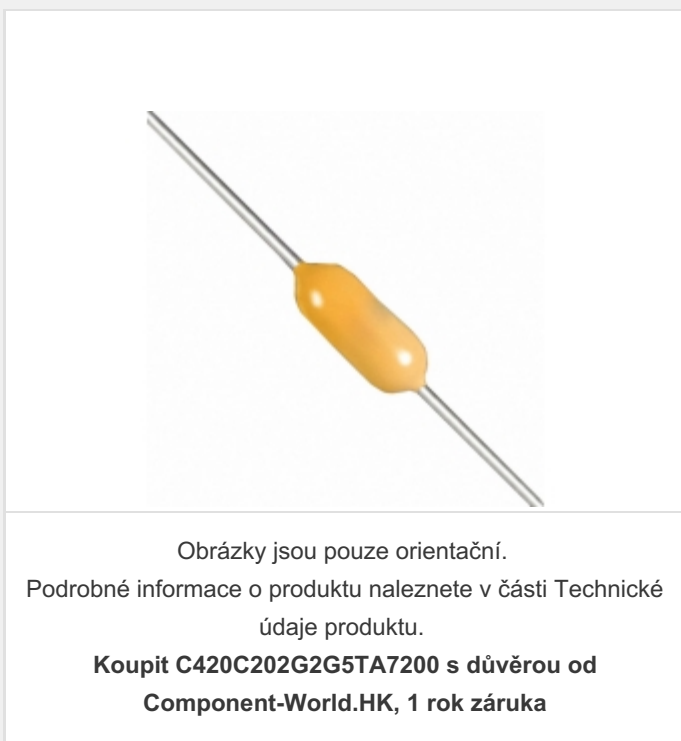 Obrázky jsou pouze orientační.
Podrobné informace o produktu naleznete v části Technické
údaje produktu.
Koupit C420C202G2G5TA7200 s důvěrou od
Component-World.HK, 1 rok záruka